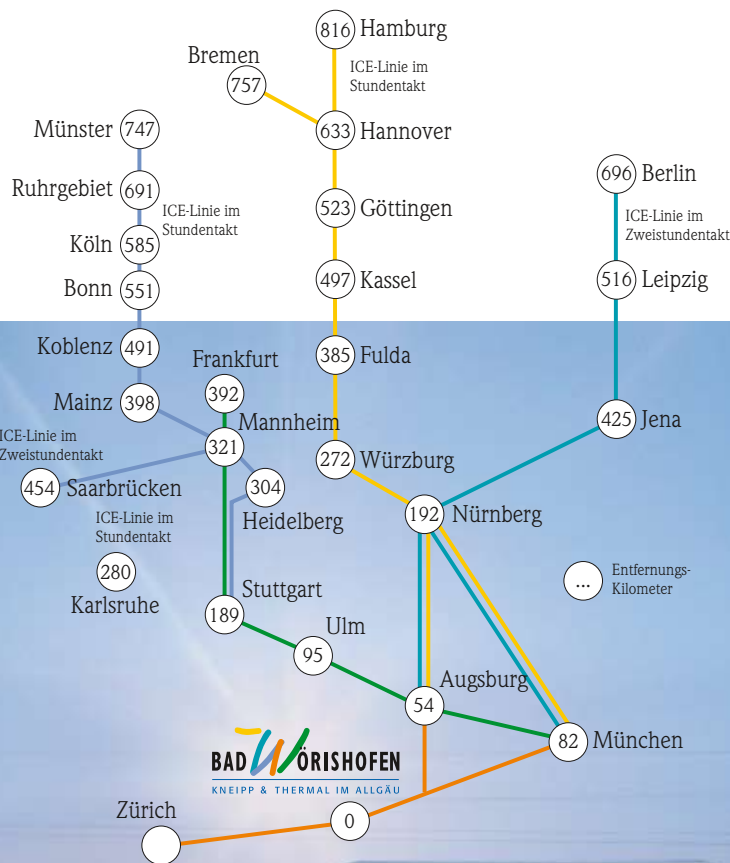 816 Hamburg
Bremen
757
ICE-Linie im
Stundentakt
Münster 747
633 Hannover
Ruhrgebiet 691
696 Berlin
ICE-Linie im
Stundentakt
523 Göttingen
ICE-Linie im
Zweistundentakt
Köln 585
Bonn 551
497 Kassel
516 Leipzig
Koblenz 491
Frankfurt
392
385 Fulda
Mainz 398
Mannheim
321
425 Jena
ICE-Linie im
Zweistundentakt
454 Saarbrücken
304
Heidelberg
272 Würzburg
192 Nürnberg
ICE-Linie im
Stundentakt
280
Karlsruhe
...
Entfernungs-
Kilometer
Stuttgart
189
Ulm
95
Augsburg
54
82 München
BAD WÖRISHOFEN
KNEIPP & THERMAL IM ALLGÄU
Zürich
0